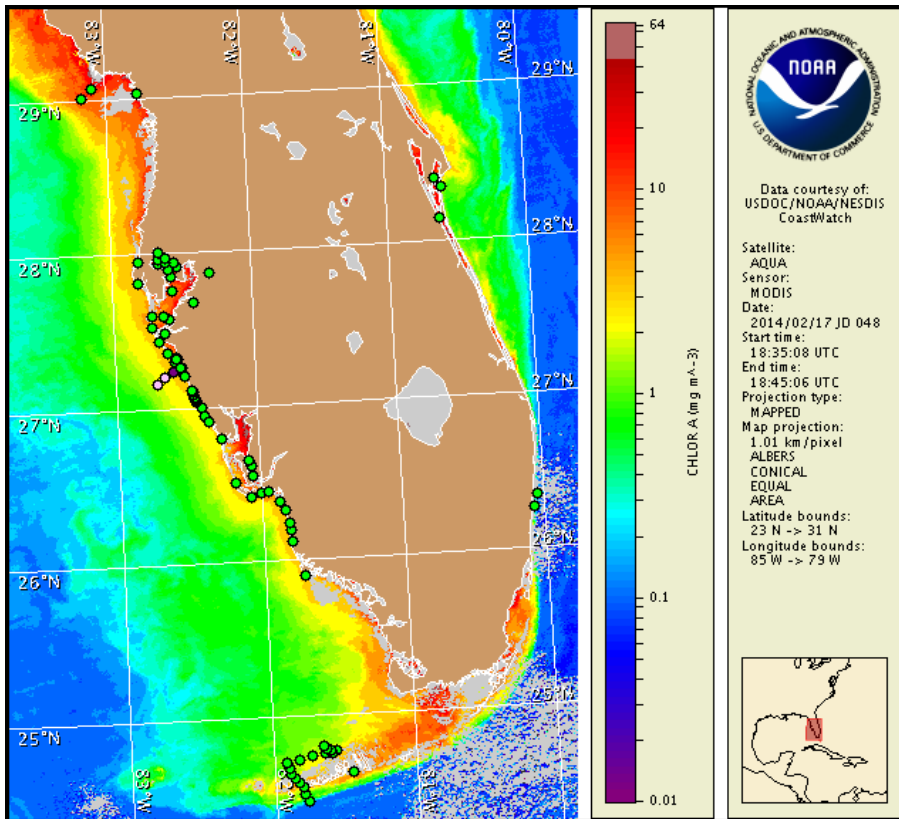 83°W
82°W
81°W
80°W
29°N
29°N
28°N
28°N
27°N
27°N
26°N
26°N
25°N
25°N
83°W
82°W
81°W
64
10
1
0.1
0.01
CHLOR A (mg m^-3)
NATIONAL OCEANIC AND ATMOSPHERIC ADMINISTRATION
NOAA
U.S. DEPARTMENT OF COMMERCE
Data courtesy of:
USDOC/NOAA/NESDIS
CoastWatch
Satellite:
AQUA
Sensor:
MODIS
Date:
2014/02/17 JD 048
Start time:
18:35:08 UTC
End time:
18:45:06 UTC
Projection type:
MAPPED
Map projection:
1.01 km/pixel
ALBERS
CONICAL
EQUAL
AREA
Latitude bounds:
23 N -> 31 N
Longitude bounds:
85 W -> 79 W